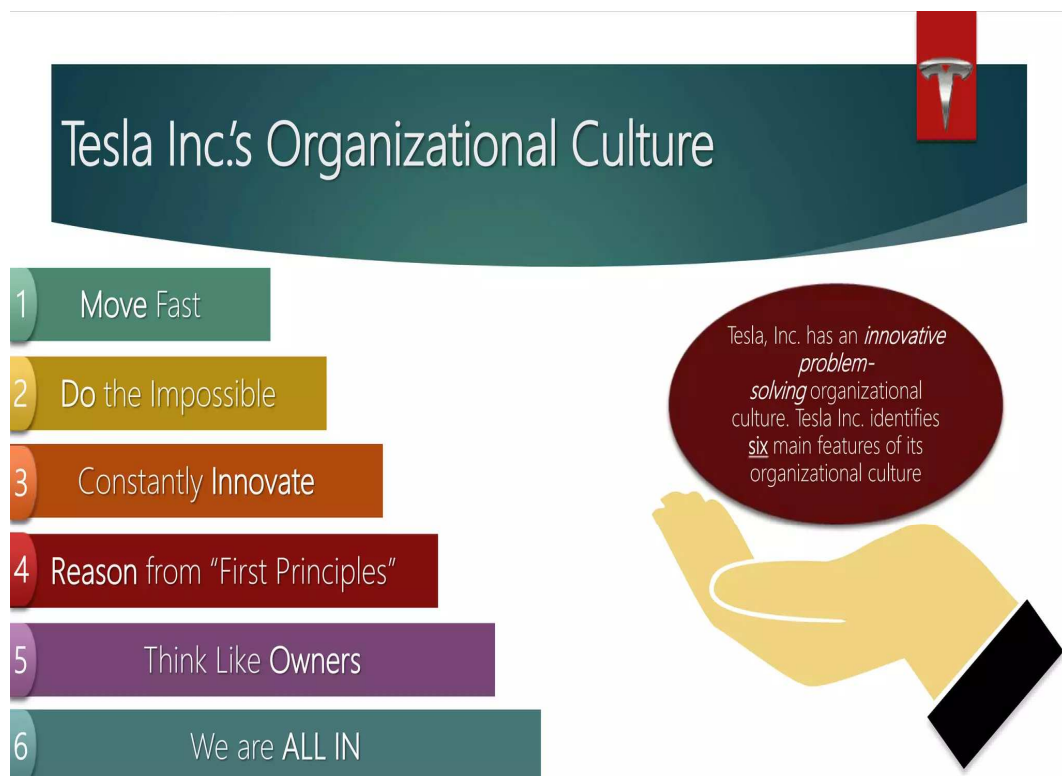 Tesla Inc.'s Organizational Culture
1 Move Fast
2 Do the Impossible
3 Constantly Innovate
4 Reason from “First Principles”
5 Think Like Owners
6 We are ALL IN
Tesla, Inc. has an innovative
problem-
solving organizational
culture. Tesla Inc. identifies
six main features of its
organizational culture